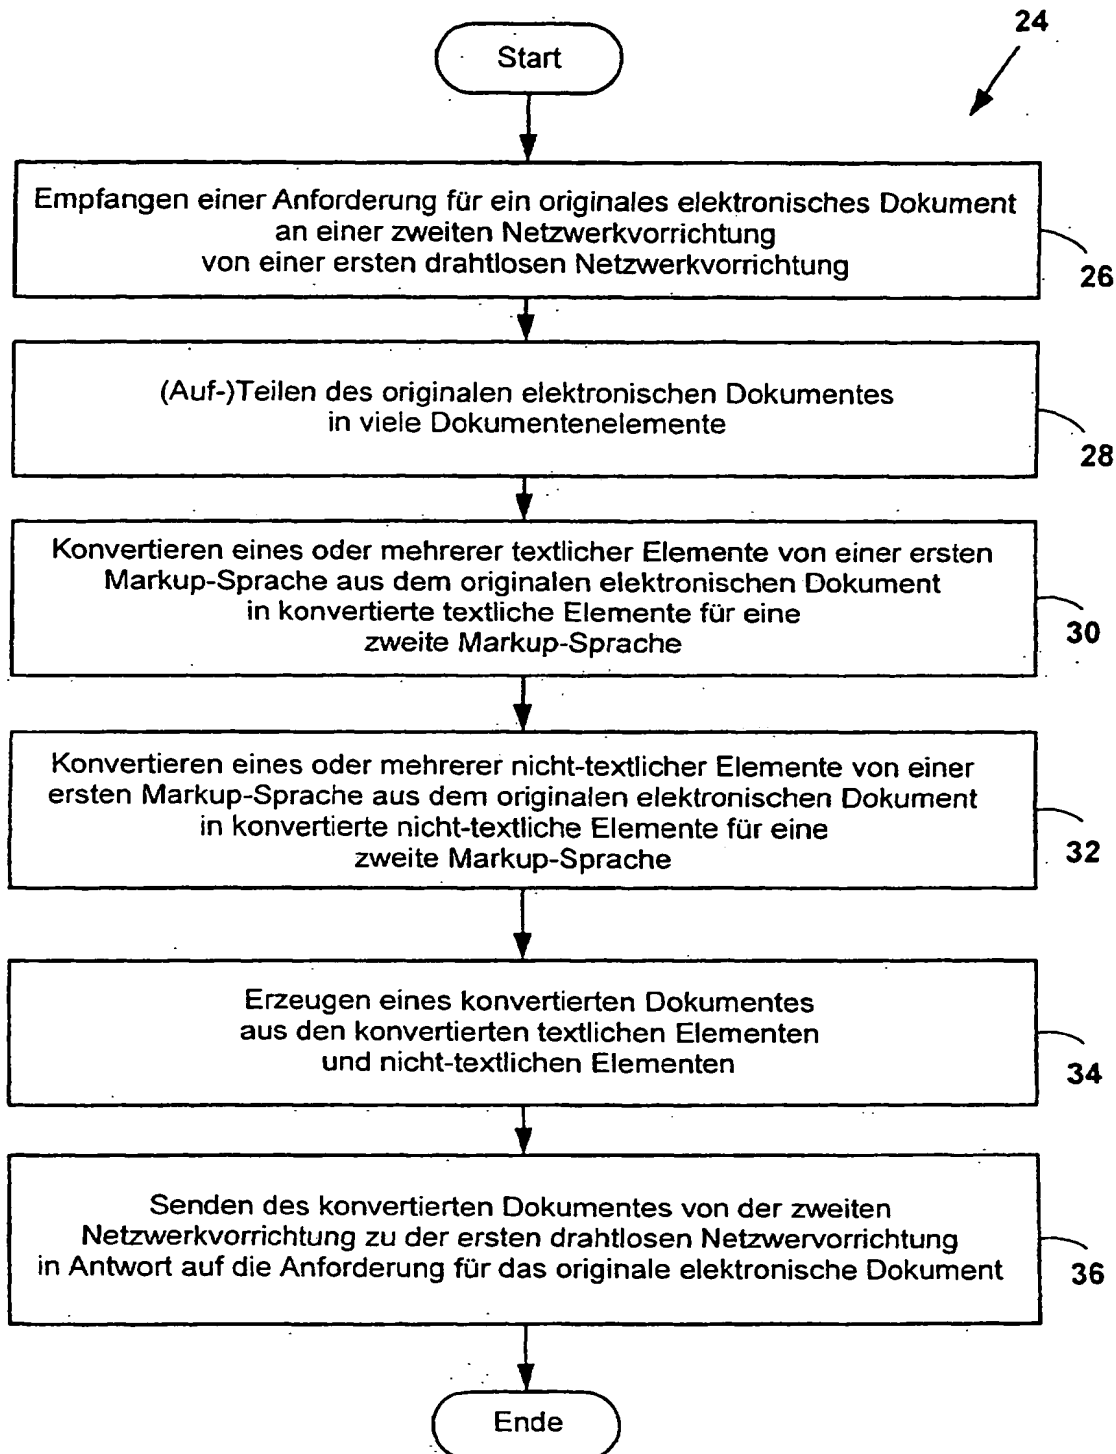 24
Start
Empfangen einer Anforderung für ein originales elektronisches Dokument
an einer zweiten Netzwerkvorrichtung
von einer ersten drahtlosen Netzwerkvorrichtung
26
(Auf-)Teilen des originalen elektronischen Dokumentes
in viele Dokumentenelemente
28
Konvertieren eines oder mehrerer textlicher Elemente von einer ersten
Markup-Sprache aus dem originalen elektronischen Dokument
in konvertierte textliche Elemente für eine
zweite Markup-Sprache
30
Konvertieren eines oder mehrerer nicht-textlicher Elemente von einer
ersten Markup-Sprache aus dem originalen elektronischen Dokument
in konvertierte nicht-textliche Elemente für eine
zweite Markup-Sprache
32
Erzeugen eines konvertierten Dokumentes
aus den konvertierten textlichen Elementen
und nicht-textlichen Elementen
34
Senden des konvertierten Dokumentes von der zweiten
Netzwerkvorrichtung zu der ersten drahtlosen Netzwervorrichtung
in Antwort auf die Anforderung für das originale elektronische Dokument
36
Ende